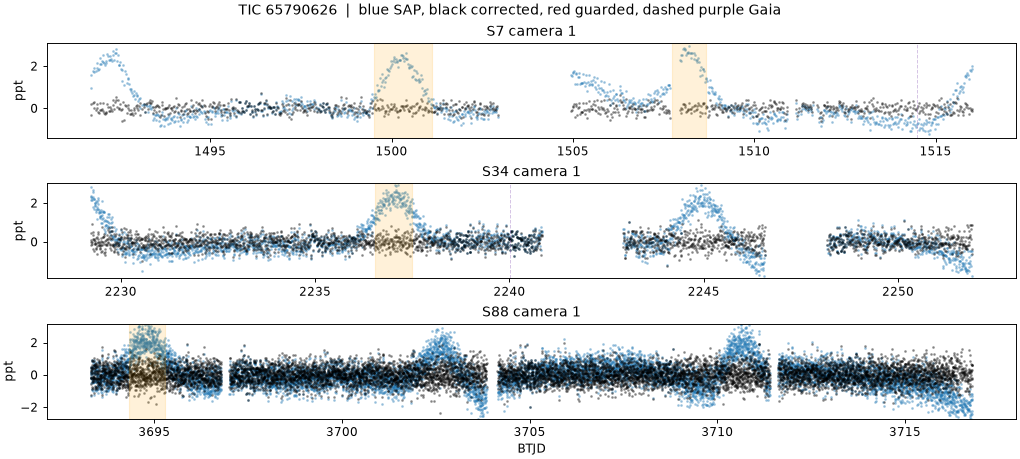 TIC 65790626 | blue SAP, black corrected, red guarded, dashed purple Gaia
S7 camera 1
ppt
2
0
1495 1500 1505 1510 1515
S34 camera 1
ppt
2
0
2230 2235 2240 2245 2250
S88 camera 1
ppt
2
0
−2
3695 3700 3705 3710 3715
BTJD